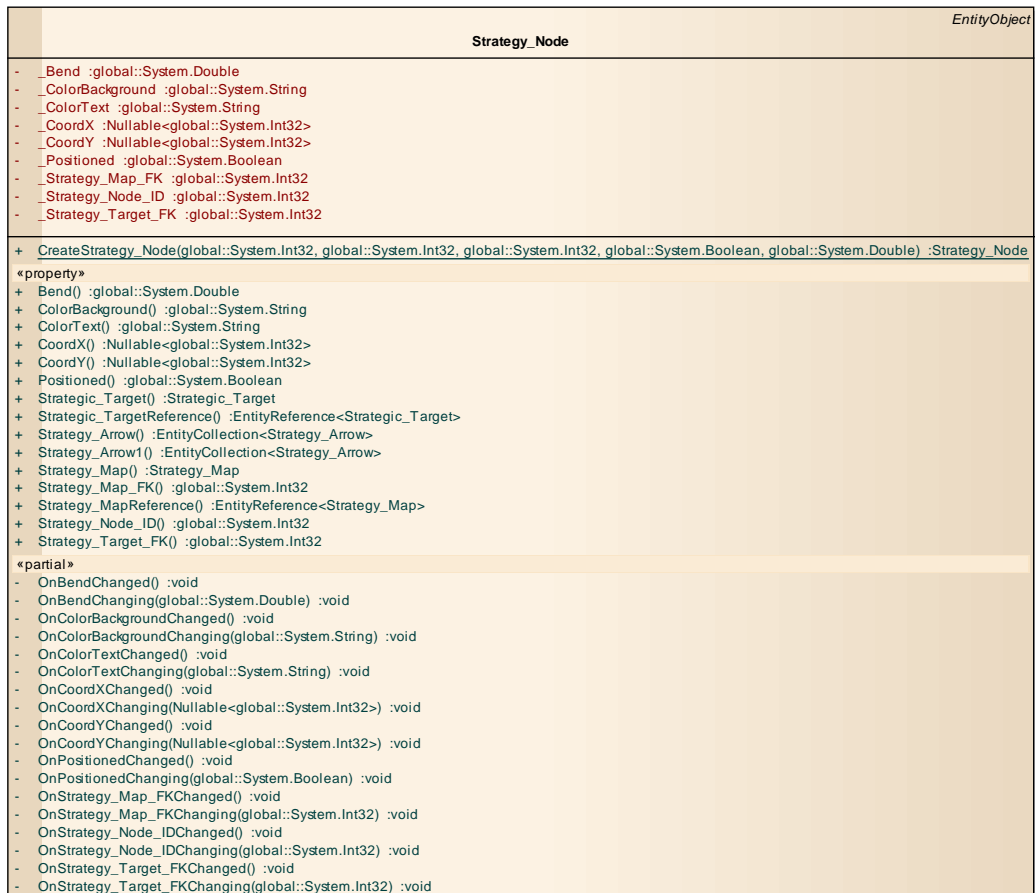 EntityObject
Strategy_Node
- _Bend :global::System.Double
- _ColorBackground :global::System.String
- _ColorText :global::System.String
- _CoordX :Nullable<global::System.Int32>
- _CoordY :Nullable<global::System.Int32>
- _Positioned :global::System.Boolean
- _Strategy_Map_FK :global::System.Int32
- _Strategy_Node_ID :global::System.Int32
- _Strategy_Target_FK :global::System.Int32
+ CreateStrategy_Node(global::System.Int32, global::System.Int32, global::System.Int32, global::System.Boolean, global::System.Double) :Strategy_Node
«property»
+ Bend() :global::System.Double
+ ColorBackground() :global::System.String
+ ColorText() :global::System.String
+ CoordX() :Nullable<global::System.Int32>
+ CoordY() :Nullable<global::System.Int32>
+ Positioned() :global::System.Boolean
+ Strategic_Target() :Strategic_Target
+ Strategic_TargetReference() :EntityReference<Strategic_Target>
+ Strategy_Arrow() :EntityCollection<Strategy_Arrow>
+ Strategy_Arrow1() :EntityCollection<Strategy_Arrow>
+ Strategy_Map() :Strategy_Map
+ Strategy_Map_FK() :global::System.Int32
+ Strategy_MapReference() :EntityReference<Strategy_Map>
+ Strategy_Node_ID() :global::System.Int32
+ Strategy_Target_FK() :global::System.Int32
«partial»
- OnBendChanged() :void
- OnBendChanging(global::System.Double) :void
- OnColorBackgroundChanged() :void
- OnColorBackgroundChanging(global::System.String) :void
- OnColorTextChanged() :void
- OnColorTextChanging(global::System.String) :void
- OnCoordXChanged() :void
- OnCoordXChanging(Nullable<global::System.Int32>) :void
- OnCoordYChanged() :void
- OnCoordYChanging(Nullable<global::System.Int32>) :void
- OnPositionedChanged() :void
- OnPositionedChanging(global::System.Boolean) :void
- OnStrategy_Map_FKChanged() :void
- OnStrategy_Map_FKChanging(global::System.Int32) :void
- OnStrategy_Node_IDChanged() :void
- OnStrategy_Node_IDChanging(global::System.Int32) :void
- OnStrategy_Target_FKChanged() :void
- OnStrategy_Target_FKChanging(global::System.Int32) :void